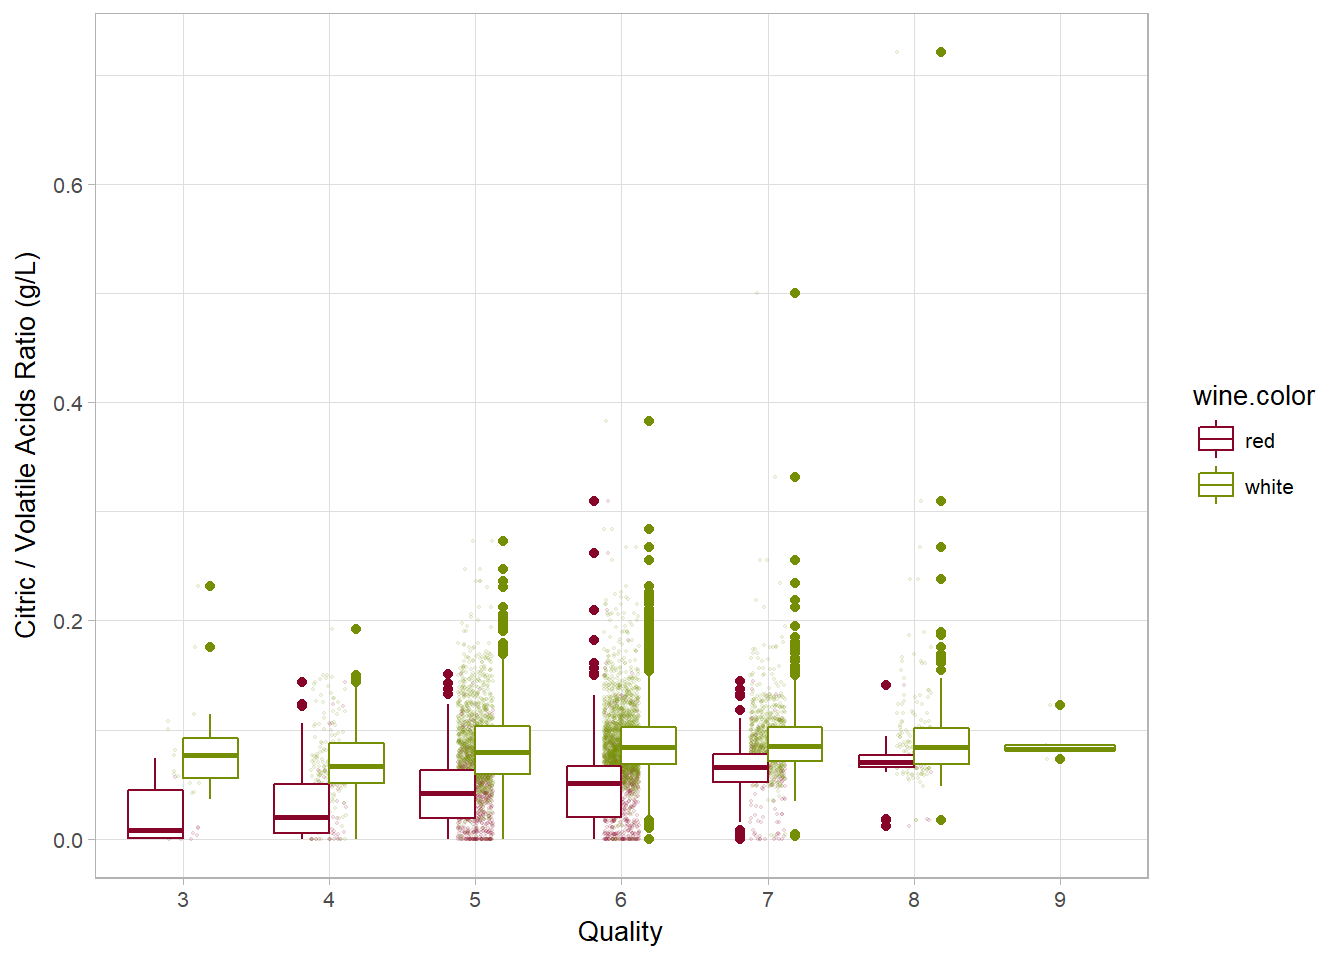 Citric / Volatile Acids Ratio (g/L)
0.6
0.4
0.2
0.0
3 4 5 6 7 8 9
Quality
wine.color
red
white